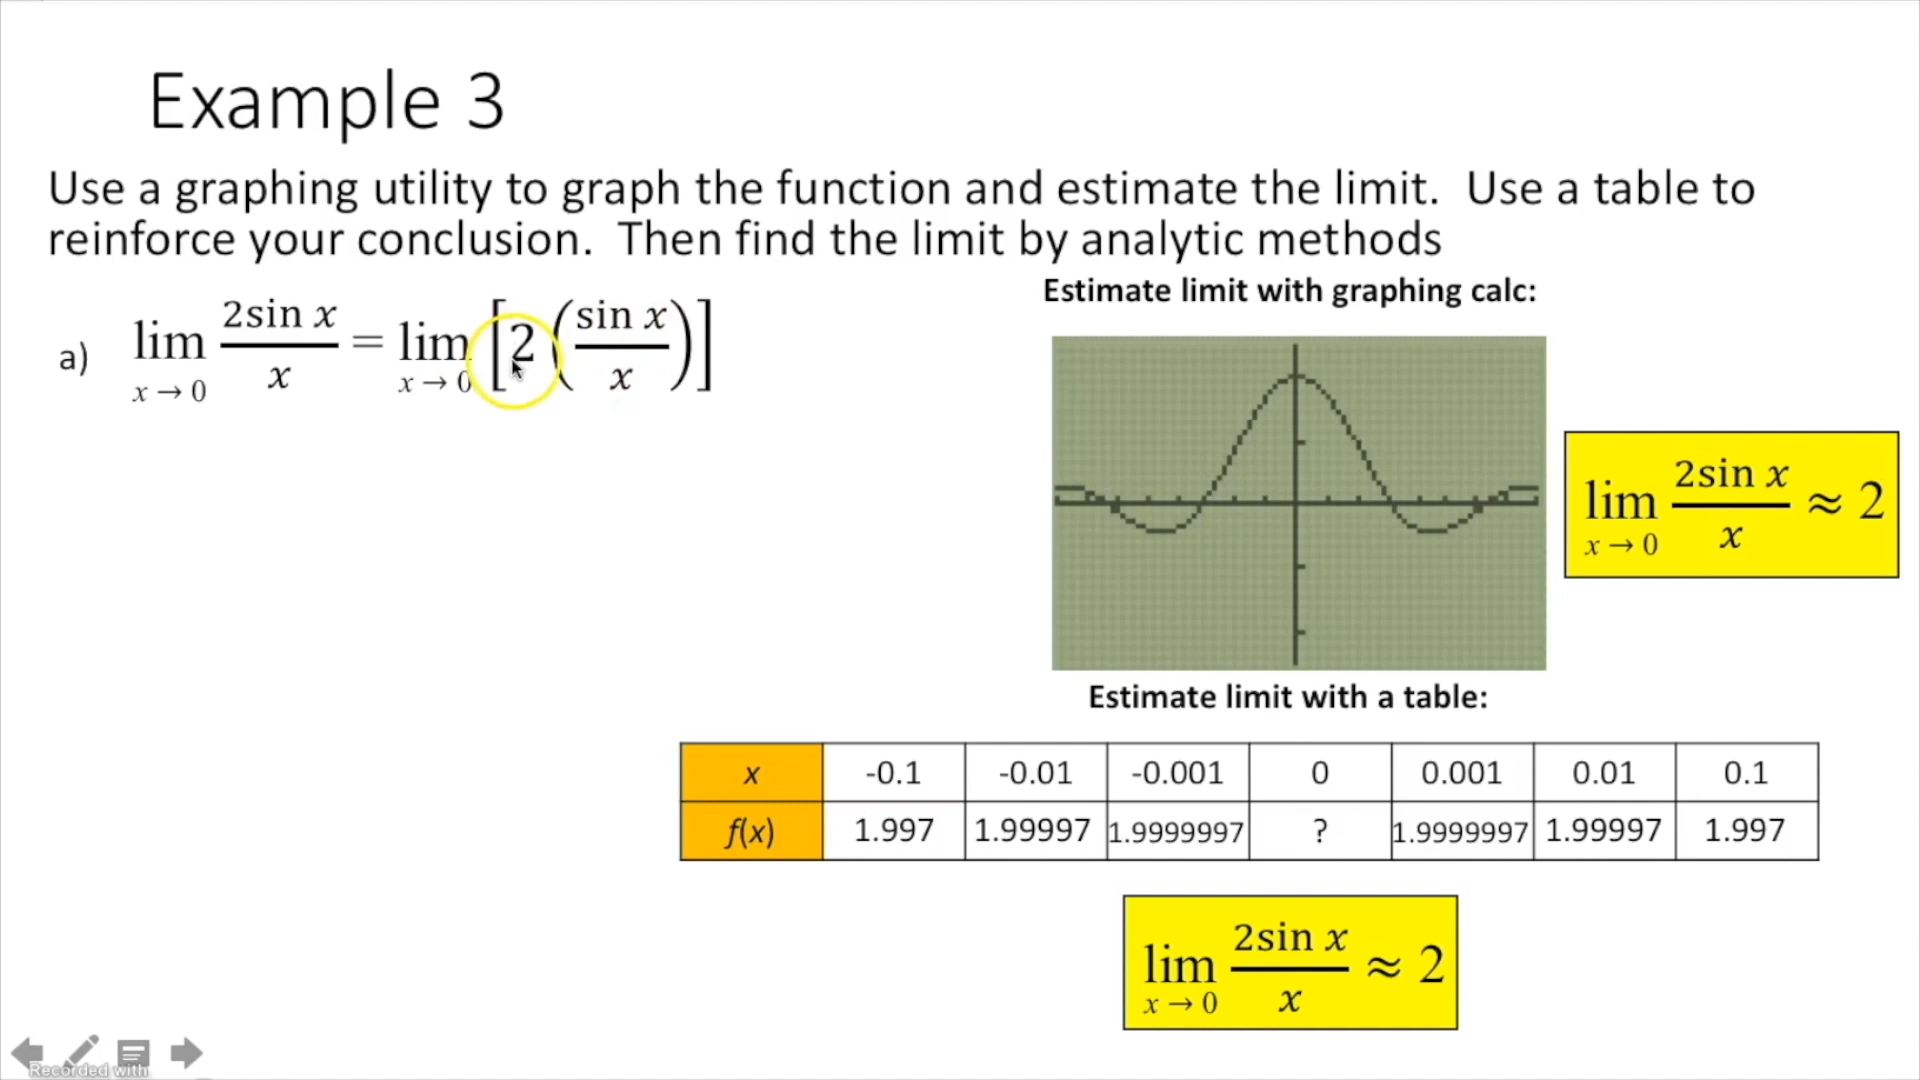 Example 3
Use a graphing utility to graph the function and estimate the limit. Use a table to
reinforce your conclusion. Then find the limit by analytic methods
Estimate limit with graphing calc:
a) lim x → 0 2sin x / x = lim x → 0 [2 (sin x / x)]
lim x → 0 2sin x / x ≈ 2
Estimate limit with a table:
x -0.1 -0.01 -0.001 0 0.001 0.01 0.1
f(x) 1.997 1.99997 1.9999997 ? 1.9999997 1.99997 1.997
lim x → 0 2sin x / x ≈ 2
Recorded with